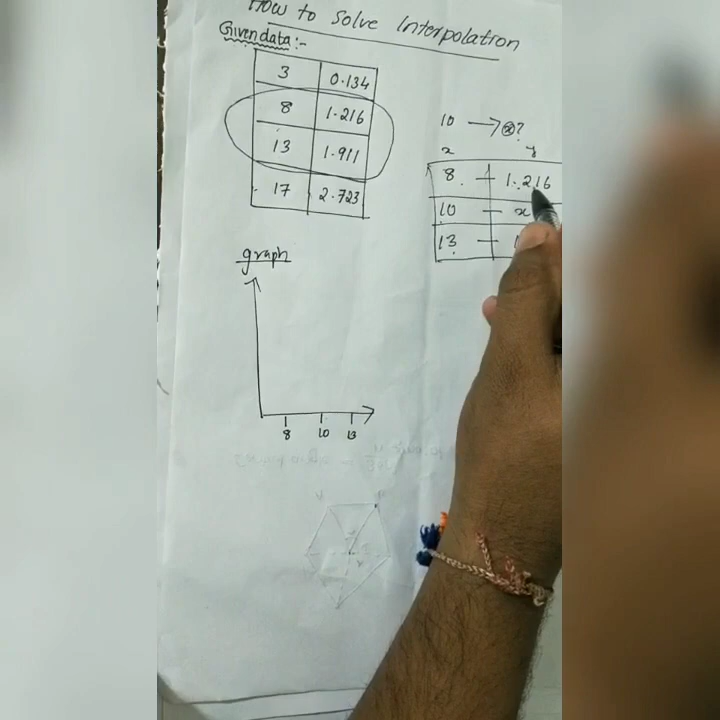 How to Solve Interpolation
Given data :-
3 0.134
8 1.216
13 1.911
17 2.723
10 → x?
x y
8 - 1.216
10 - x
13 -
graph
8 10 13